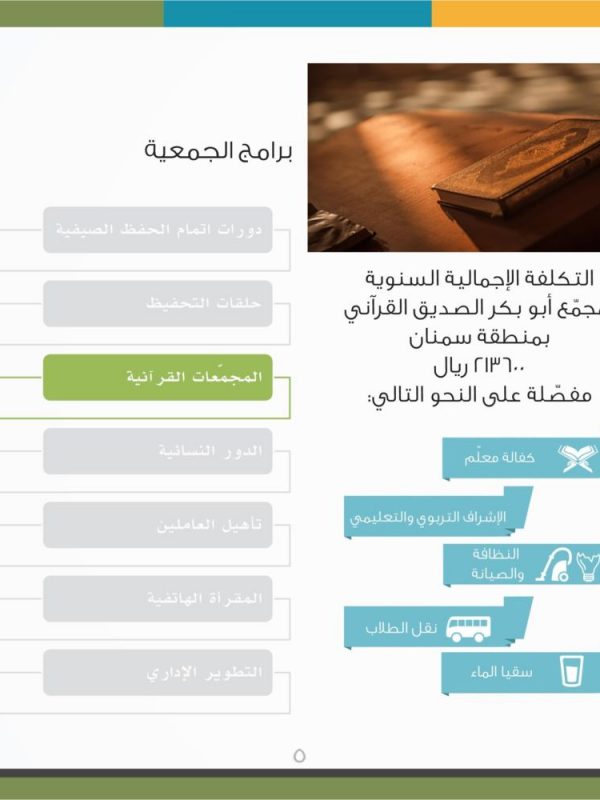 برامج الجمعية
دورات اتمام الحفظ الصيفية
حلقات التحفيظ
المجمّعات القرآنية
الدور النسائية
تأهيل العاملين
المقرأة الهاتفية
التطوير الإداري
التكلفة الإجمالية السنوية
أبو بكر الصديق القرآني
بمنطقة سمنان
٢١٣٦٠٠ ريال
مفصّلة على النحو التالي:
كفالة معلّم
الإشراف التربوي والتعليمي
النظافة
والصيانة
نقل الطلاب
سقيا الماء
٥